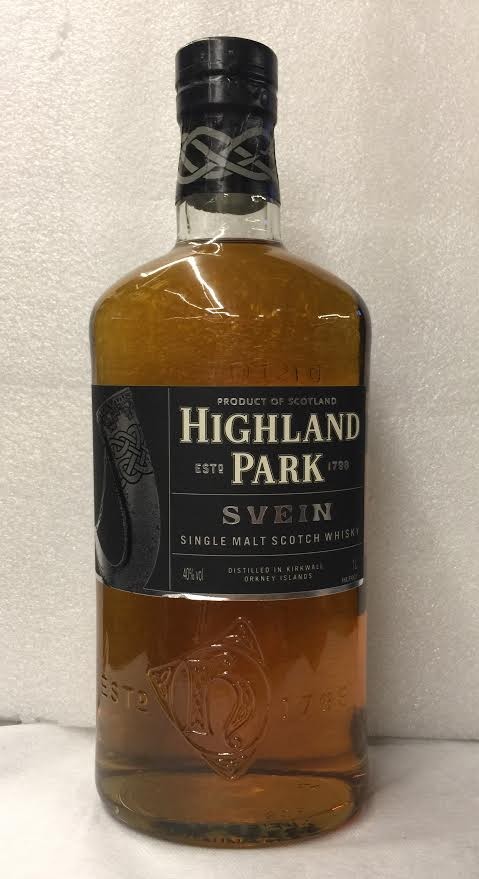 PRODUCT OF SCOTLAND
HIGHLAND
ESTD PARK 1798
SVEIN
SINGLE MALT SCOTCH WHISKY
40% vol DISTILLED IN KIRKWALL, 1L
ORKNEY ISLANDS
ESTD H 1798